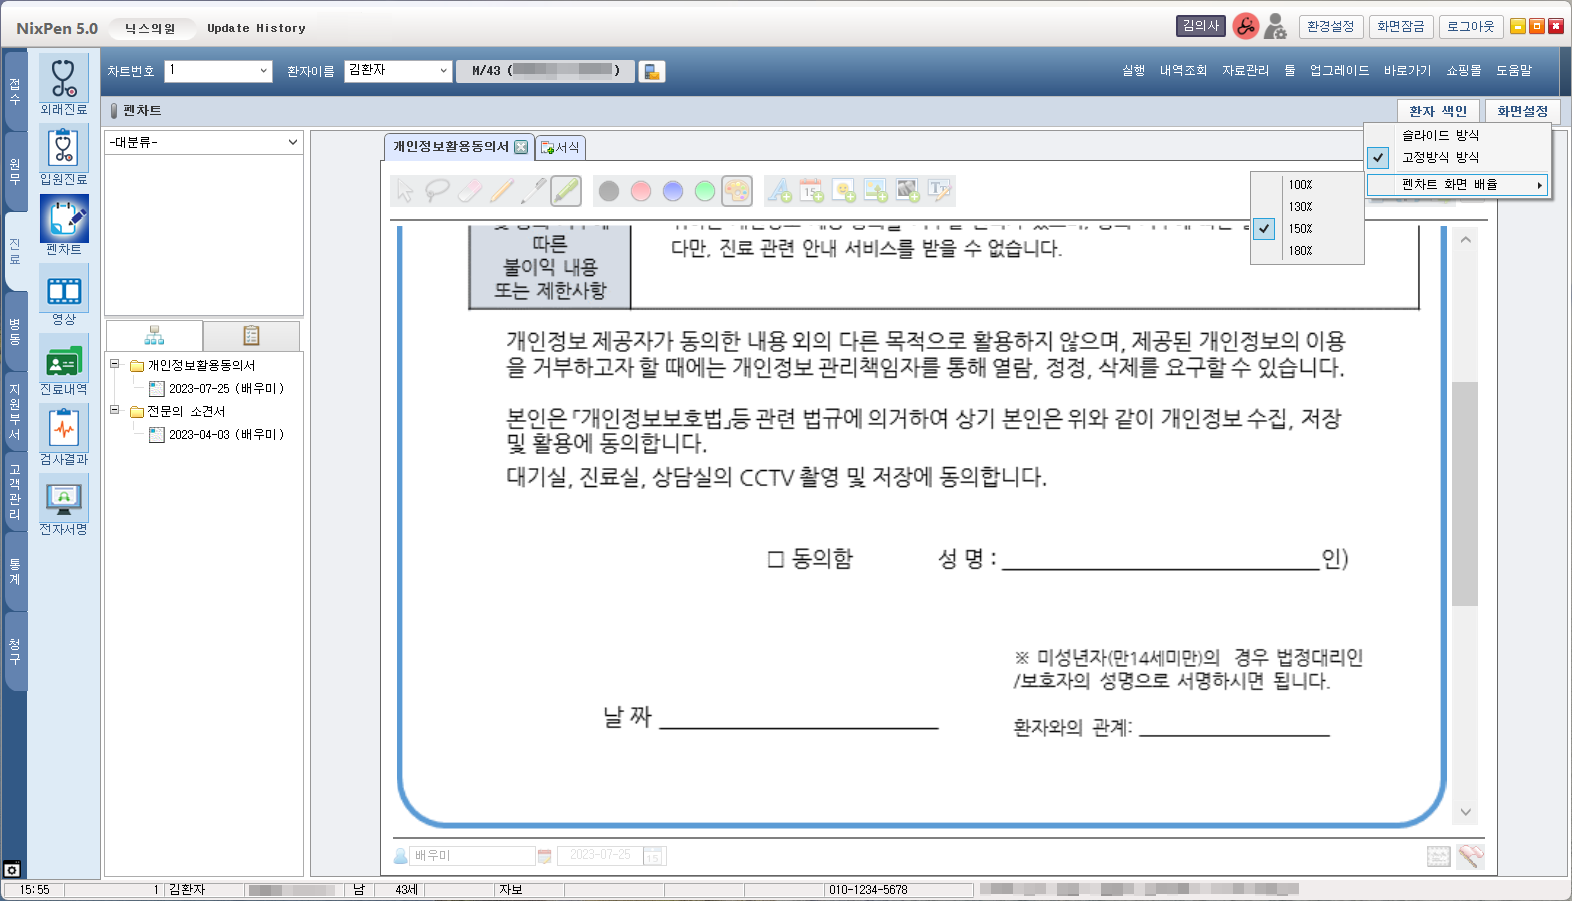 NixPen 5.0
닉스의원
Update History
김의사
환경설정
화면잠금
로그아웃
차트번호
1
환자이름
김환자
M/43 (
)
실행
내역조회
자료관리
툴
업그레이드
바로가기
쇼핑몰
도움말
접수
원무
진료
병동
지원부서
고객관리
통계
청구
외래진료
입원진료
펜차트
영상
진료내역
검사결과
전자서명
펜차트
환자 색인
화면설정
슬라이드 방식
고정방식 방식
펜차트 화면 배율
100%
130%
150%
180%
-대분류-
개인정보활용동의서
2023-07-25 (배우미)
전문의 소견서
2023-04-03 (배우미)
개인정보활용동의서
서식
따른
불이익 내용
또는 제한사항
다만, 진료 관련 안내 서비스를 받을 수 없습니다.
개인정보 제공자가 동의한 내용 외의 다른 목적으로 활용하지 않으며, 제공된 개인정보의 이용
을 거부하고자 할 때에는 개인정보 관리책임자를 통해 열람, 정정, 삭제를 요구할 수 있습니다.
본인은 「개인정보보호법」등 관련 법규에 의거하여 상기 본인은 위와 같이 개인정보 수집, 저장
및 활용에 동의합니다.
대기실, 진료실, 상담실의 CCTV 촬영 및 저장에 동의합니다.
□ 동의함
성 명 :
인)
※ 미성년자(만14세미만)의 경우 법정대리인
/보호자의 성명으로 서명하시면 됩니다.
날 짜
환자와의 관계:
배우미
2023-07-25
15
15:55
1
김환자
남
43세
자보
010-1234-5678